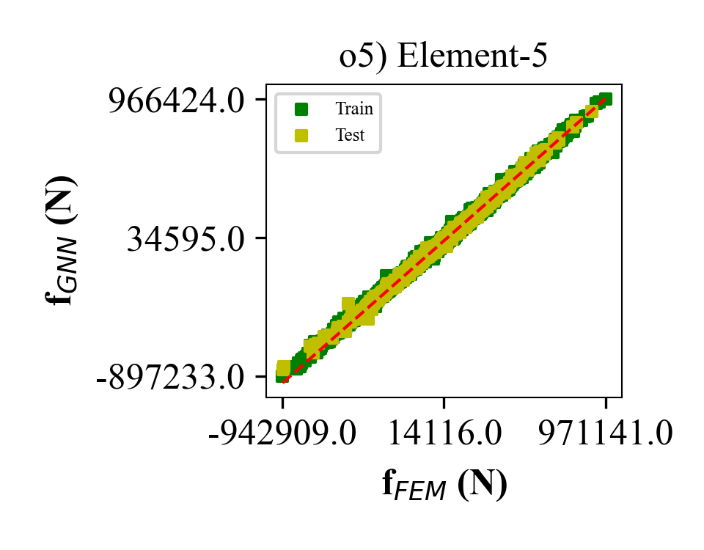 o5) Element-5
966424.0
34595.0
-897233.0
f_GNN (N)
Train
Test
-942909.0 14116.0 971141.0
f_FEM (N)